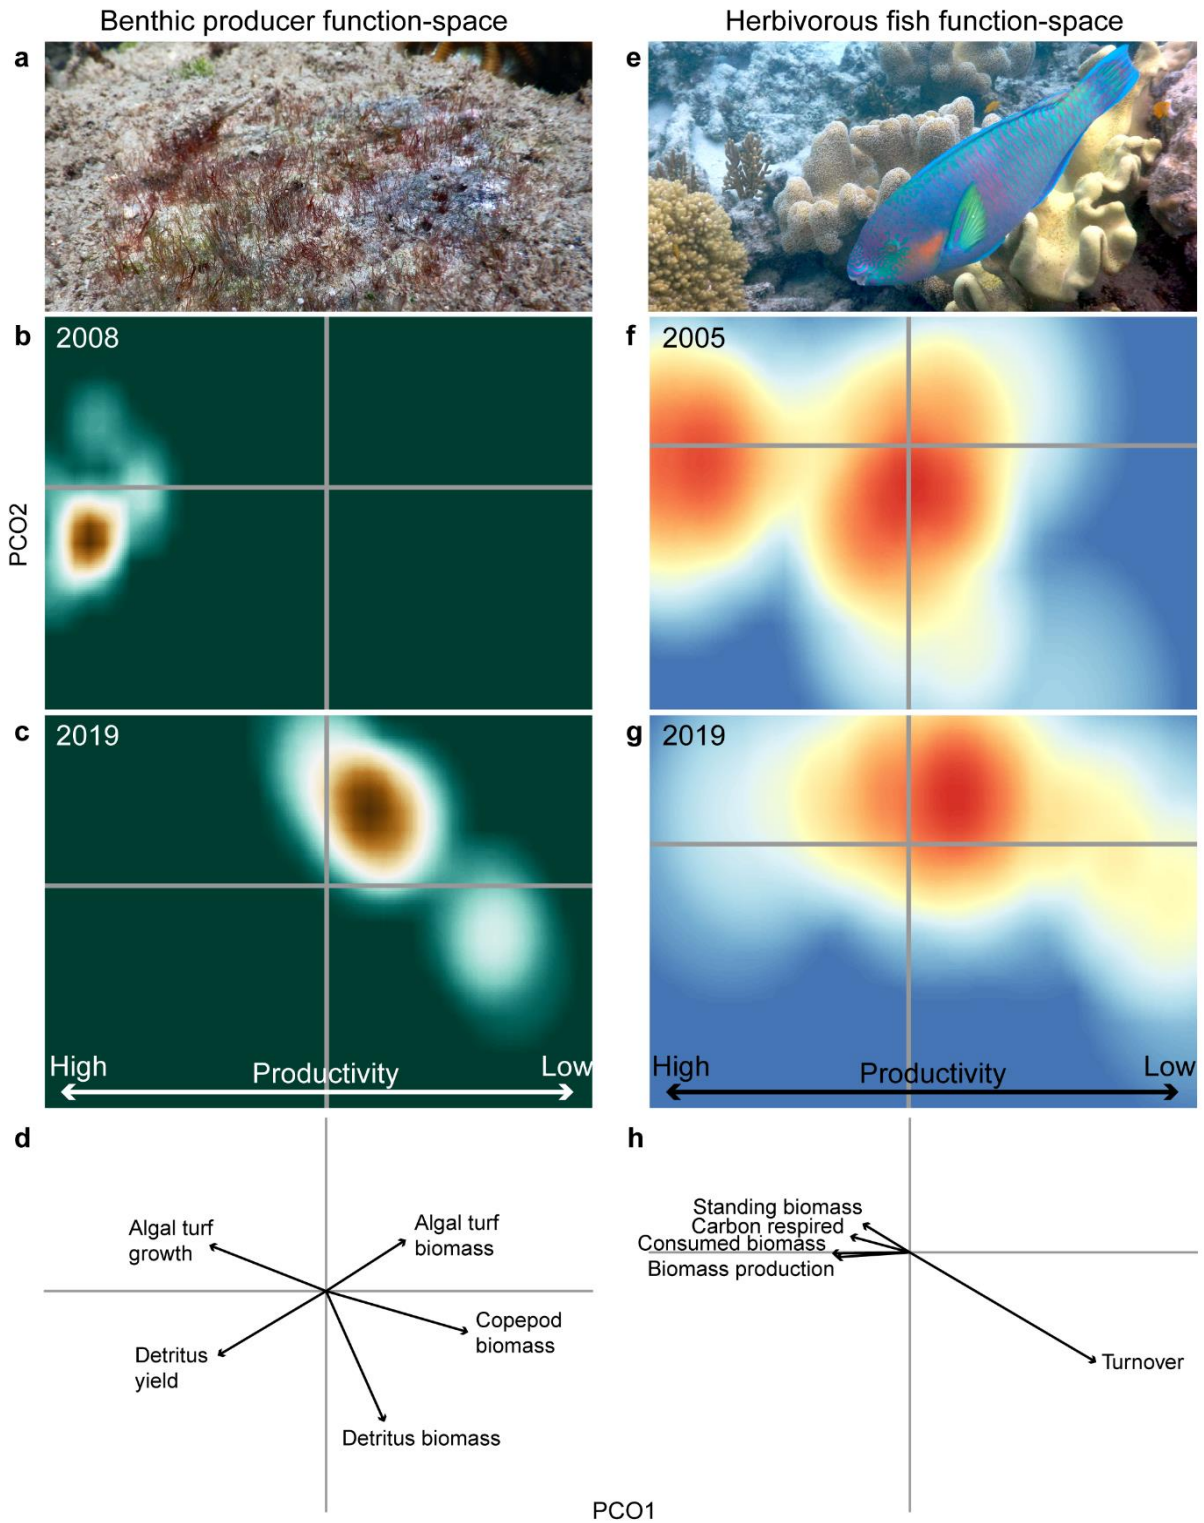 Benthic producer function-space
Herbivorous fish function-space
a
e
b
2008
f
2005
PCO2
c
2019
g
2019
High
Productivity
Low
High
Productivity
Low
d
Algal turf
growth
Algal turf
biomass
Copepod
biomass
Detritus
yield
Detritus biomass
h
Standing biomass
Carbon respired
Consumed biomass
Biomass production
Turnover
PCO1